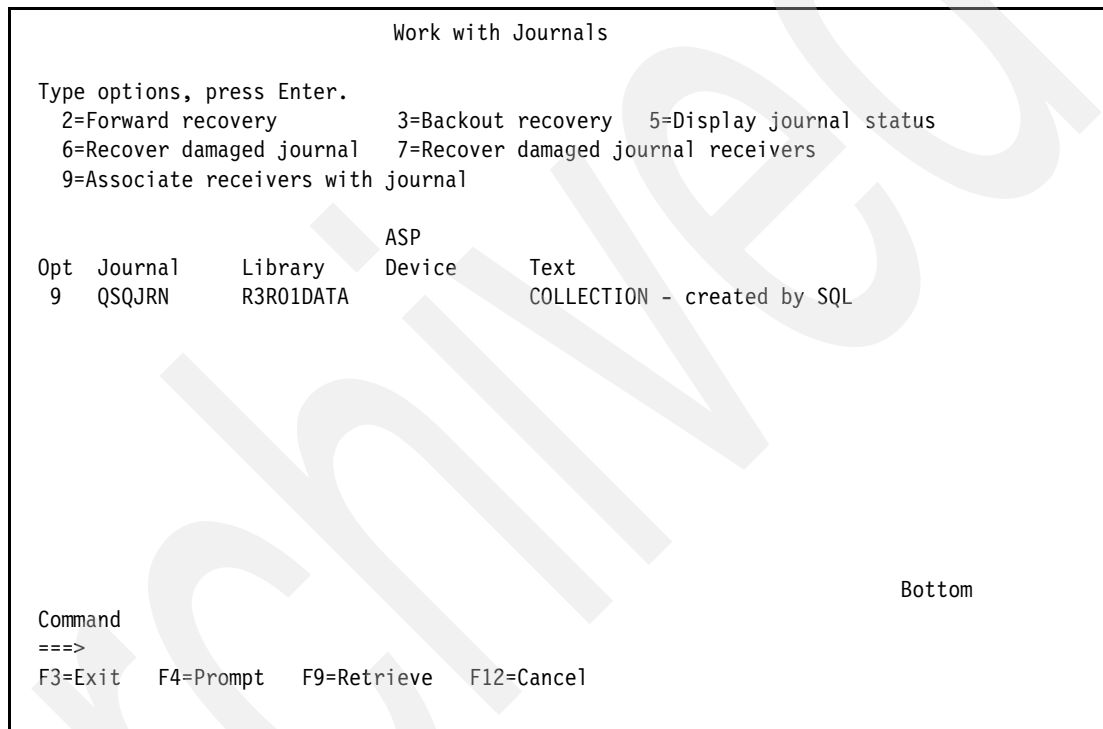 Work with Journals
Type options, press Enter.
2=Forward recovery 3=Backout recovery 5=Display journal status
6=Recover damaged journal 7=Recover damaged journal receivers
9=Associate receivers with journal
ASP
Opt Journal Library Device Text
9 QSQJRN R3R01DATA COLLECTION - created by SQL
Bottom
Command
===>
F3=Exit F4=Prompt F9=Retrieve F12=Cancel